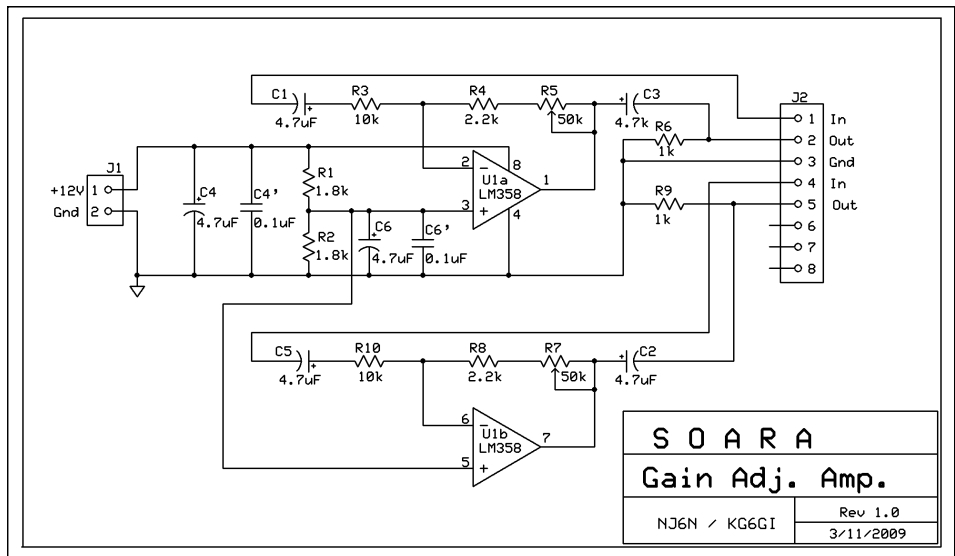 C1
4.7uF
+
R3
10k
R4
2.2k
R5
50k
+
C3
4.7k
J2
1 In
2 Out
3 Gnd
4 In
5 Out
6
7
8
R6
1k
R9
1k
J1
+12V 1
Gnd 2
+
C4
4.7uF
C4'
0.1uF
R1
1.8k
R2
1.8k
+
C6
4.7uF
C6'
0.1uF
2 -
3 +
U1a
LM358
8
1
4
C5
4.7uF
+
R10
10k
R8
2.2k
R7
50k
+
C2
4.7uF
6 -
5 +
U1b
LM358
7
SOARA
Gain Adj. Amp.
NJ6N / KG6GI
Rev 1.0
3/11/2009